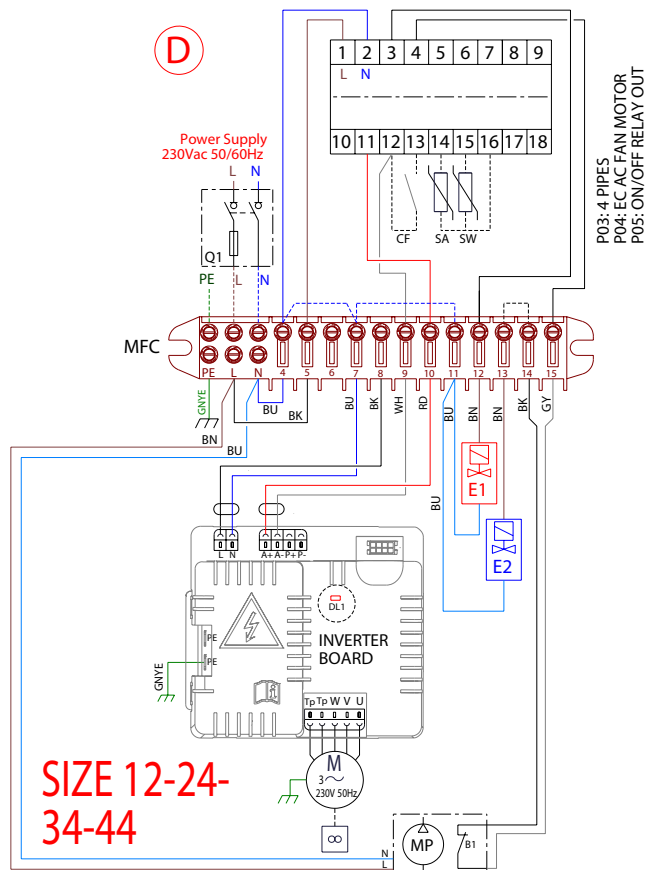 D
1 2 3 4 5 6 7 8 9
L N
10 11 12 13 14 15 16 17 18
P03: 4 PIPES
P04: EC AC FAN MOTOR
P05: ON/OFF RELAY OUT
Power Supply
230Vac 50/60Hz
L N
Q1
PE L N
CF SA SW
MFC
PE L N 4 5 6 7 8 9 10 11 12 13 14 15
GNYE
BU
BK
BU
BK
WH
RD
BU
BN
BN
BK
GY
BN
BU
BU
E1
E2
L N A+ A- P+ P-
DL1
INVERTER
BOARD
PE
PE
GNYE
Tp Tp W V U
M
3~
230V 50Hz
SIZE 12-24-
34-44
N
L
MP
B1